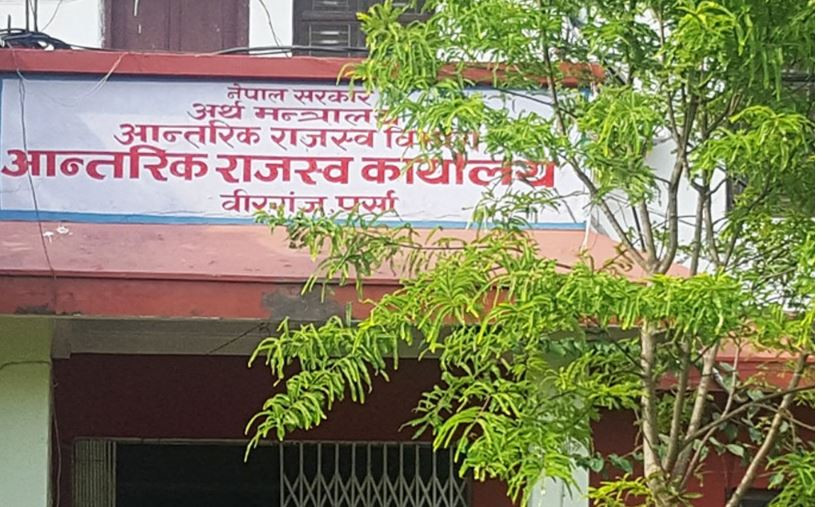 नेपाल सरकार
अर्थ मन्त्रालय
आन्तरिक राजस्व विभाग
आन्तरिक राजस्व कार्यालय
वीरगंज, पर्सा